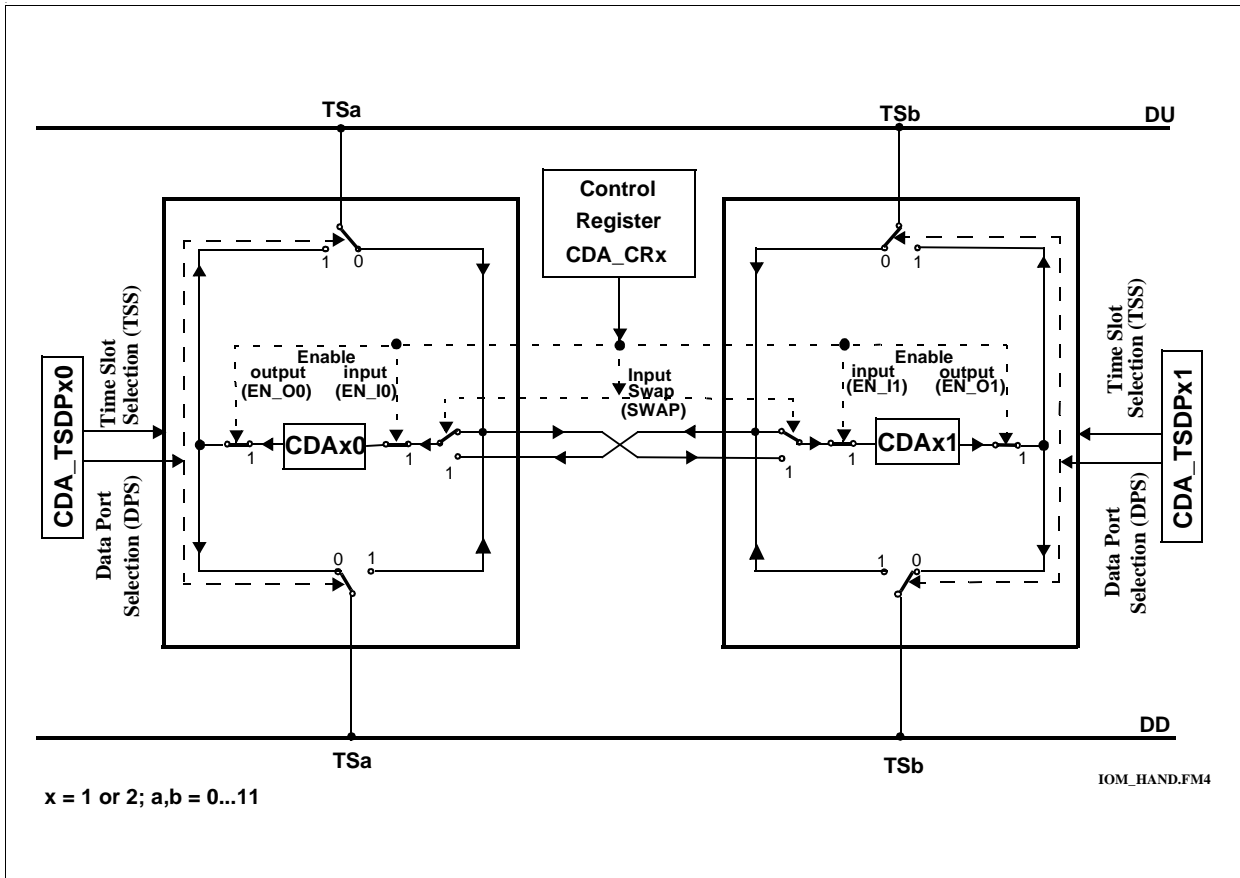 TSa
TSb
DU
Control
Register
CDA_CRx
1
0
0
1
Time Slot
Selection (TSS)
Time Slot
Selection (TSS)
Enable
output
(EN_O0)
input
(EN_I0)
Input
Swap
(SWAP)
Enable
input
(EN_I1)
output
(EN_O1)
CDA_TSDPx0
CDAx0
CDAx1
CDA_TSDPx1
1
1
1
1
1
1
Data Port
Selection (DPS)
Data Port
Selection (DPS)
0
1
1
0
DD
TSa
TSb
IOM_HAND.FM4
x = 1 or 2; a,b = 0...11